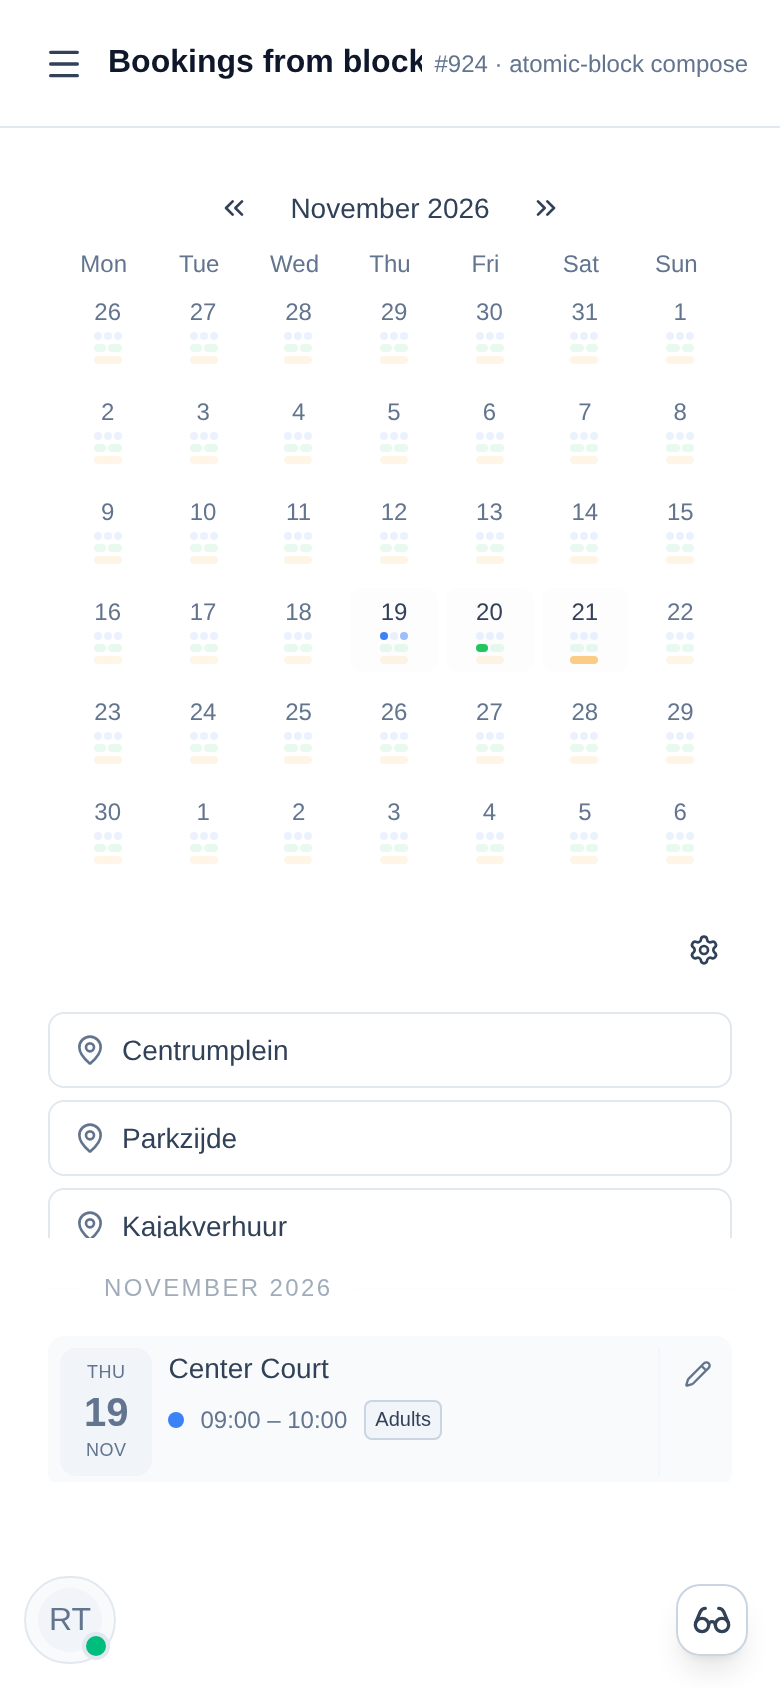 Bookings from block #924 · atomic-block compose
November 2026
Mon Tue Wed Thu Fri Sat Sun
26 27 28 29 30 31 1
2 3 4 5 6 7 8
9 10 11 12 13 14 15
16 17 18 19 20 21 22
23 24 25 26 27 28 29
30 1 2 3 4 5 6
Centrumplein
Parkzijde
Kajakverhuur
NOVEMBER 2026
THU
19
NOV
Center Court
09:00 – 10:00 Adults
RT